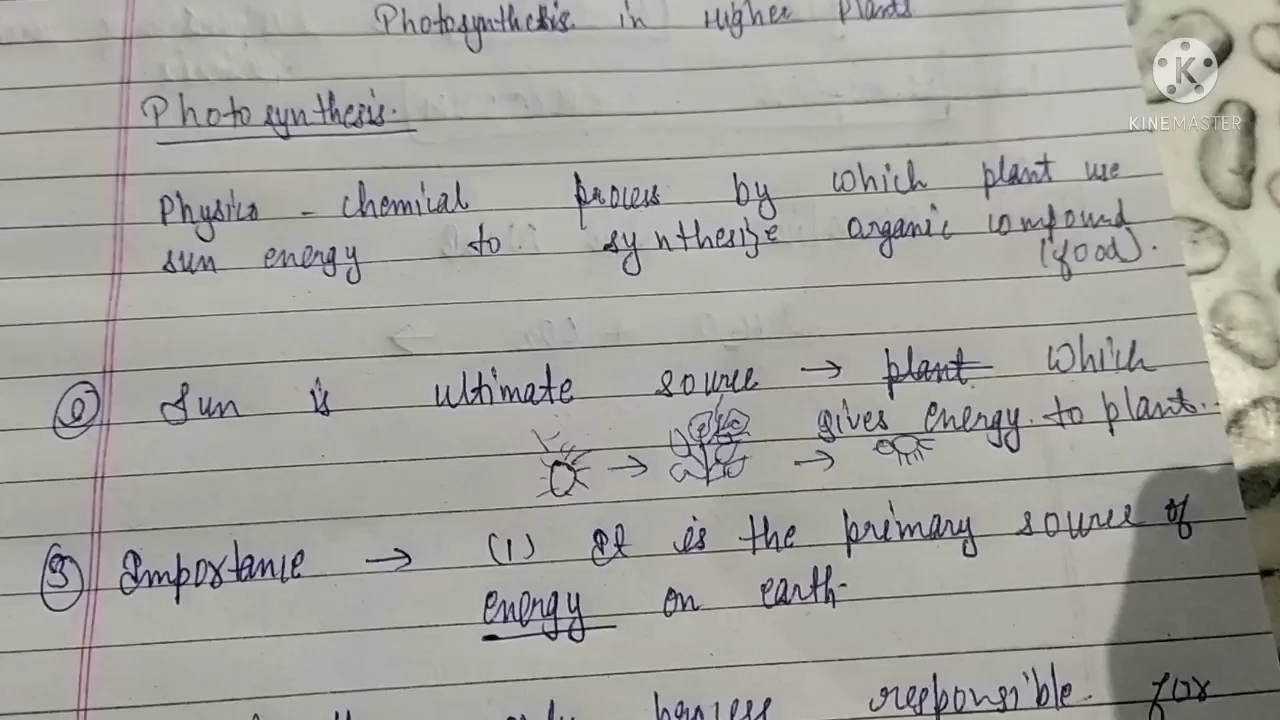 Photosynthesis in Higher Plants
Photosynthesis.
Physico - chemical process by which plant use
sun energy to synthesize organic compound
(food).
Sun is ultimate source → plant which
gives energy to plant.
→ →
Importance → (1) It is the primary source of
energy on earth.
responsible for
KINEMASTER